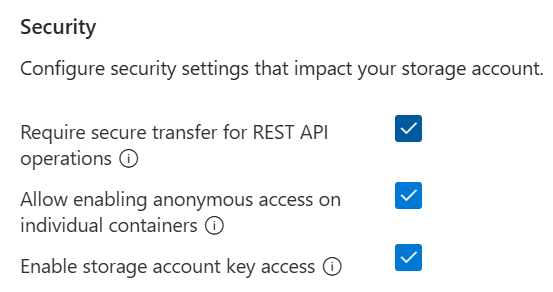 Security
Configure security settings that impact your storage account.
Require secure transfer for REST API
operations
Allow enabling anonymous access on
individual containers
Enable storage account key access